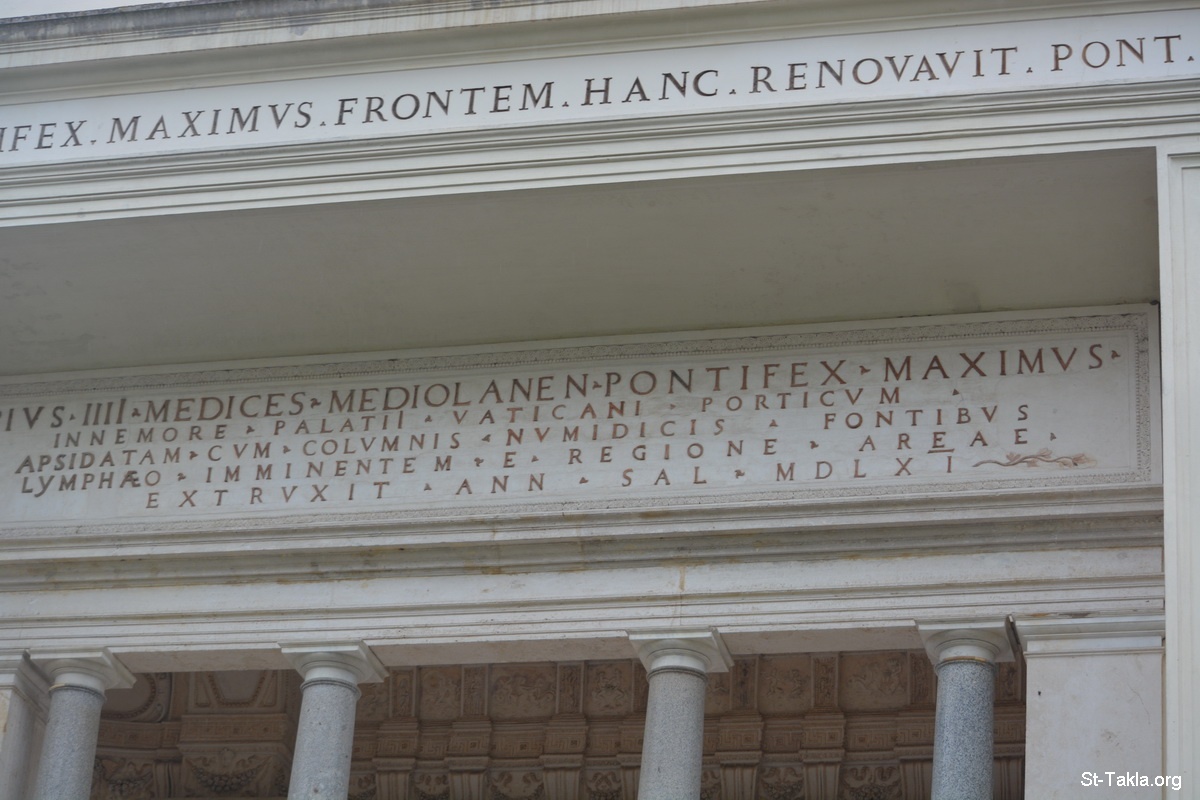 IFEX. MAXIMVS. FRONTEM. HANC. RENOVAVIT. PONT.
PIVS · IIII · MEDICES · MEDIOLANEN · PONTIFEX · MAXIMVS ·
INNEMORE · PALATII · VATICANI · PORTICVM ·
APSIDATAM · CVM · COLVMNIS · NVMIDICIS · FONTIBVS
LYMPHÆO · IMMINENTEM · E · REGIONE · AREAE ·
EXTRVXIT · ANN · SAL · MDLXI
St-Takla.org